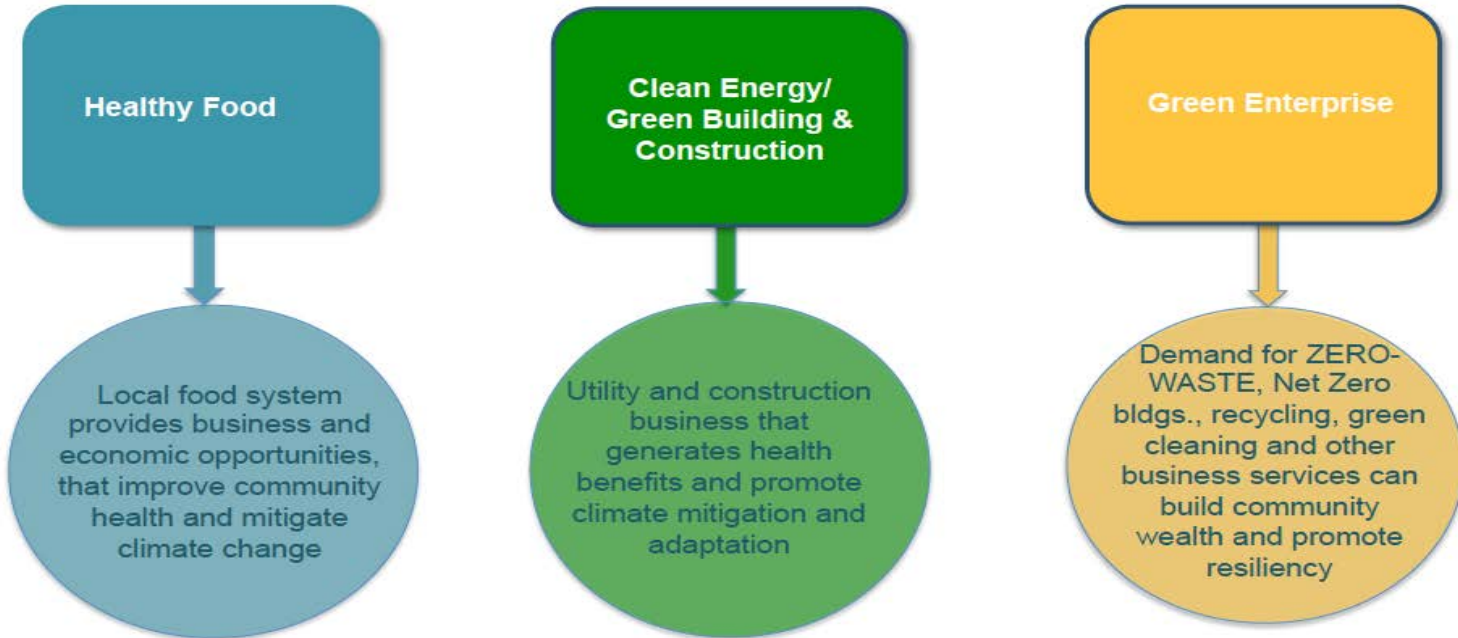 Healthy Food
Clean Energy/
Green Building &
Construction
Green Enterprise
Local food system
provides business and
economic opportunities,
that improve community
health and mitigate
climate change
Utility and construction
business that
generates health
benefits and promote
climate mitigation and
adaptation
Demand for ZERO-
WASTE, Net Zero
bldgs., recycling, green
cleaning and other
business services can
build community
wealth and promote
resiliency